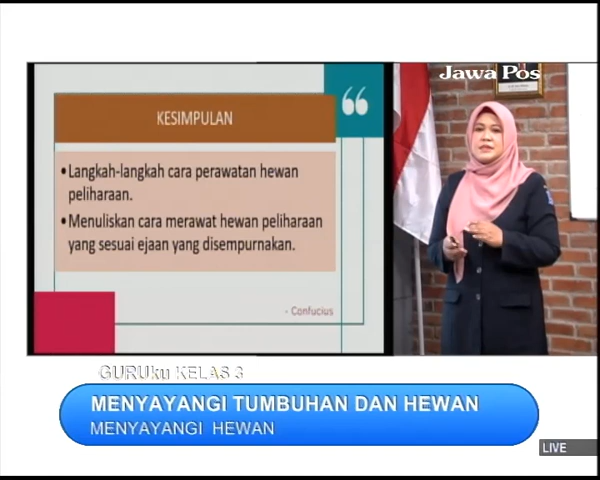 Jawa Pos
KESIMPULAN
•Langkah-langkah cara perawatan hewan
peliharaan.
•Menuliskan cara merawat hewan peliharaan
yang sesuai ejaan yang disempurnakan.
- Confucius
GURUku KELAS 3
MENYAYANGI TUMBUHAN DAN HEWAN
MENYAYANGI HEWAN
LIVE